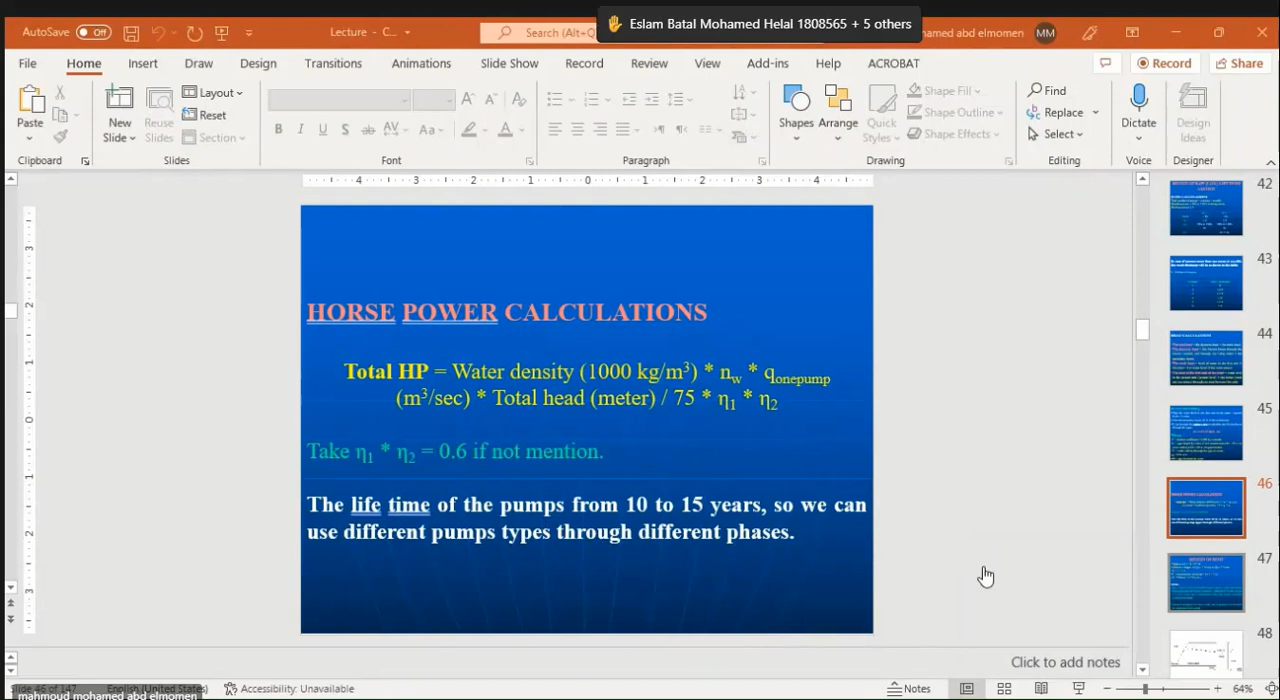 Eslam Batal Mohamed Helal 1808565 + 5 others
AutoSave Off Lecture - C... Search (Alt+Q hamed abd elmomen MM
File Home Insert Draw Design Transitions Animations Slide Show Record Review View Add-ins Help ACROBAT Record Share
Paste New Slide Reuse Slides Layout Reset Section
Shapes Arrange Quick Styles Shape Fill Shape Outline Shape Effects
Find Replace Select Dictate Design Ideas
Clipboard Slides Font Paragraph Drawing Editing Voice Designer
HORSE POWER CALCULATIONS
Total HP = Water density (1000 kg/m³) * nw * qonepump
(m³/sec) * Total head (meter) / 75 * η1 * η2
Take η1 * η2 = 0.6 if not mention.
The life time of the pumps from 10 to 15 years, so we can
use different pumps types through different phases.
42
43
44
45
46
47
48
Click to add notes
Slide 46 of 147 English (United States) Accessibility: Unavailable Notes 64%
mahmoud mohamed abd elmomen